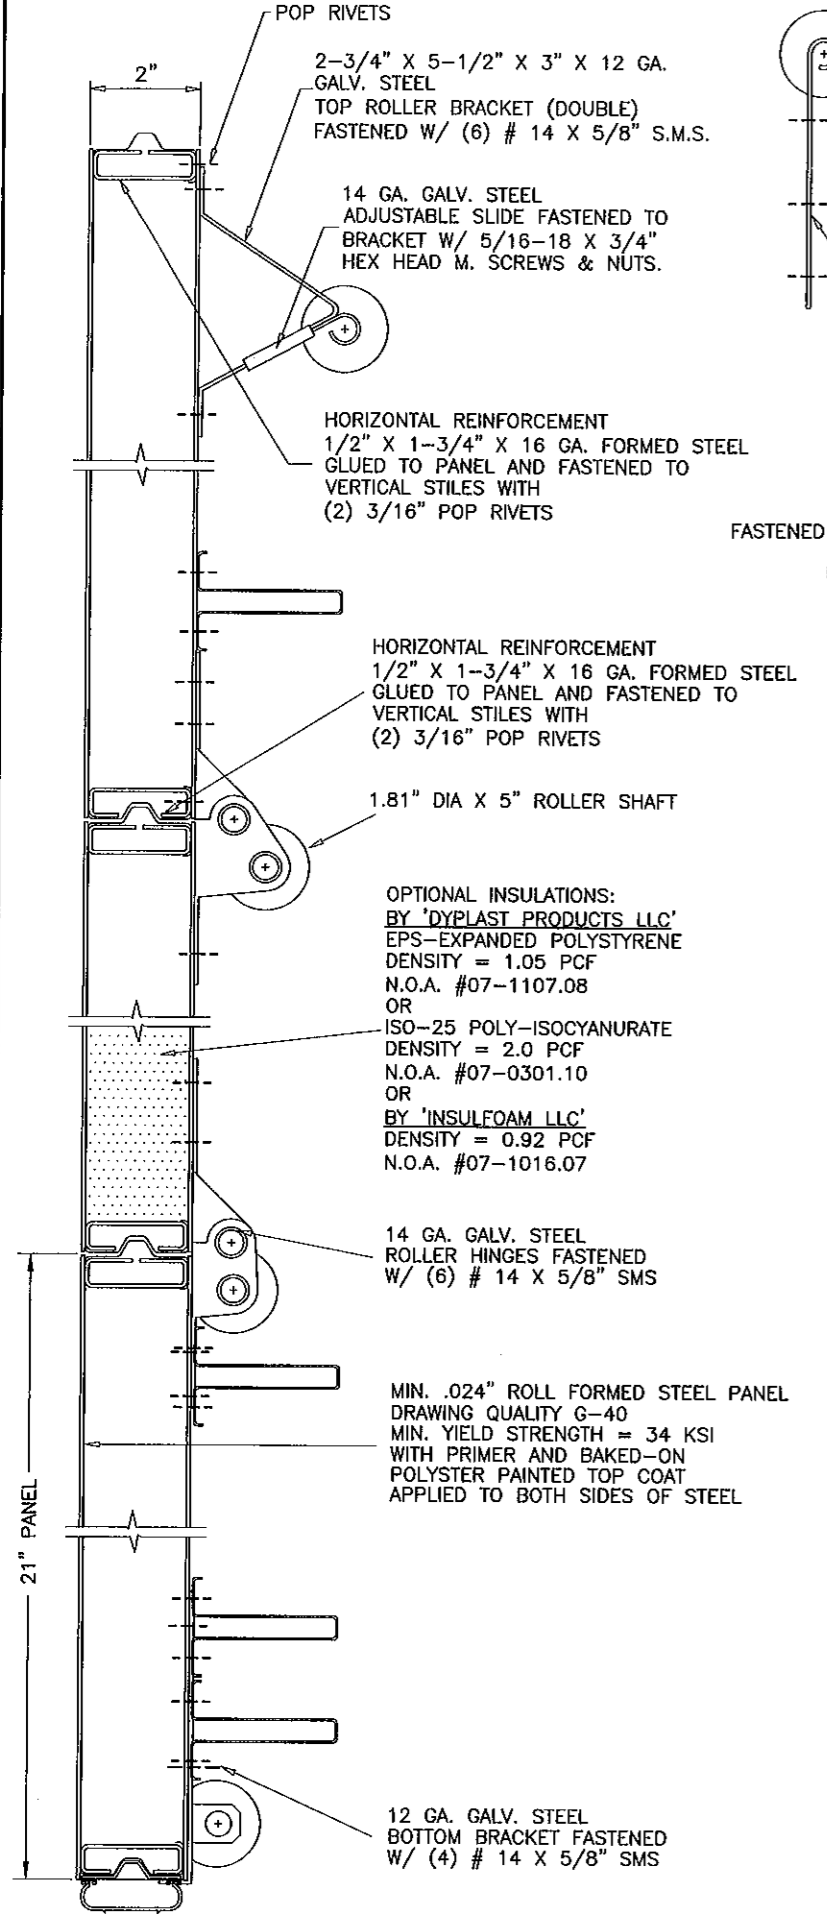 POP RIVETS
2"
2-3/4" X 5-1/2" X 3" X 12 GA.
GALV. STEEL
TOP ROLLER BRACKET (DOUBLE)
FASTENED W/ (6) # 14 X 5/8" S.M.S.
14 GA. GALV. STEEL
ADJUSTABLE SLIDE FASTENED TO
BRACKET W/ 5/16-18 X 3/4"
HEX HEAD M. SCREWS & NUTS.
HORIZONTAL REINFORCEMENT
1/2" X 1-3/4" X 16 GA. FORMED STEEL
GLUED TO PANEL AND FASTENED TO
VERTICAL STILES WITH
(2) 3/16" POP RIVETS
FASTENED
HORIZONTAL REINFORCEMENT
1/2" X 1-3/4" X 16 GA. FORMED STEEL
GLUED TO PANEL AND FASTENED TO
VERTICAL STILES WITH
(2) 3/16" POP RIVETS
1.81" DIA X 5" ROLLER SHAFT
OPTIONAL INSULATIONS:
BY 'DYPLAST PRODUCTS LLC'
EPS-EXPANDED POLYSTYRENE
DENSITY = 1.05 PCF
N.O.A. #07-1107.08
OR
ISO-25 POLY-ISOCYANURATE
DENSITY = 2.0 PCF
N.O.A. #07-0301.10
OR
BY 'INSULFOAM LLC'
DENSITY = 0.92 PCF
N.O.A. #07-1016.07
14 GA. GALV. STEEL
ROLLER HINGES FASTENED
W/ (6) # 14 X 5/8" SMS
MIN. .024" ROLL FORMED STEEL PANEL
DRAWING QUALITY G-40
MIN. YIELD STRENGTH = 34 KSI
WITH PRIMER AND BAKED-ON
POLYSTER PAINTED TOP COAT
APPLIED TO BOTH SIDES OF STEEL
21" PANEL
12 GA. GALV. STEEL
BOTTOM BRACKET FASTENED
W/ (4) # 14 X 5/8" SMS